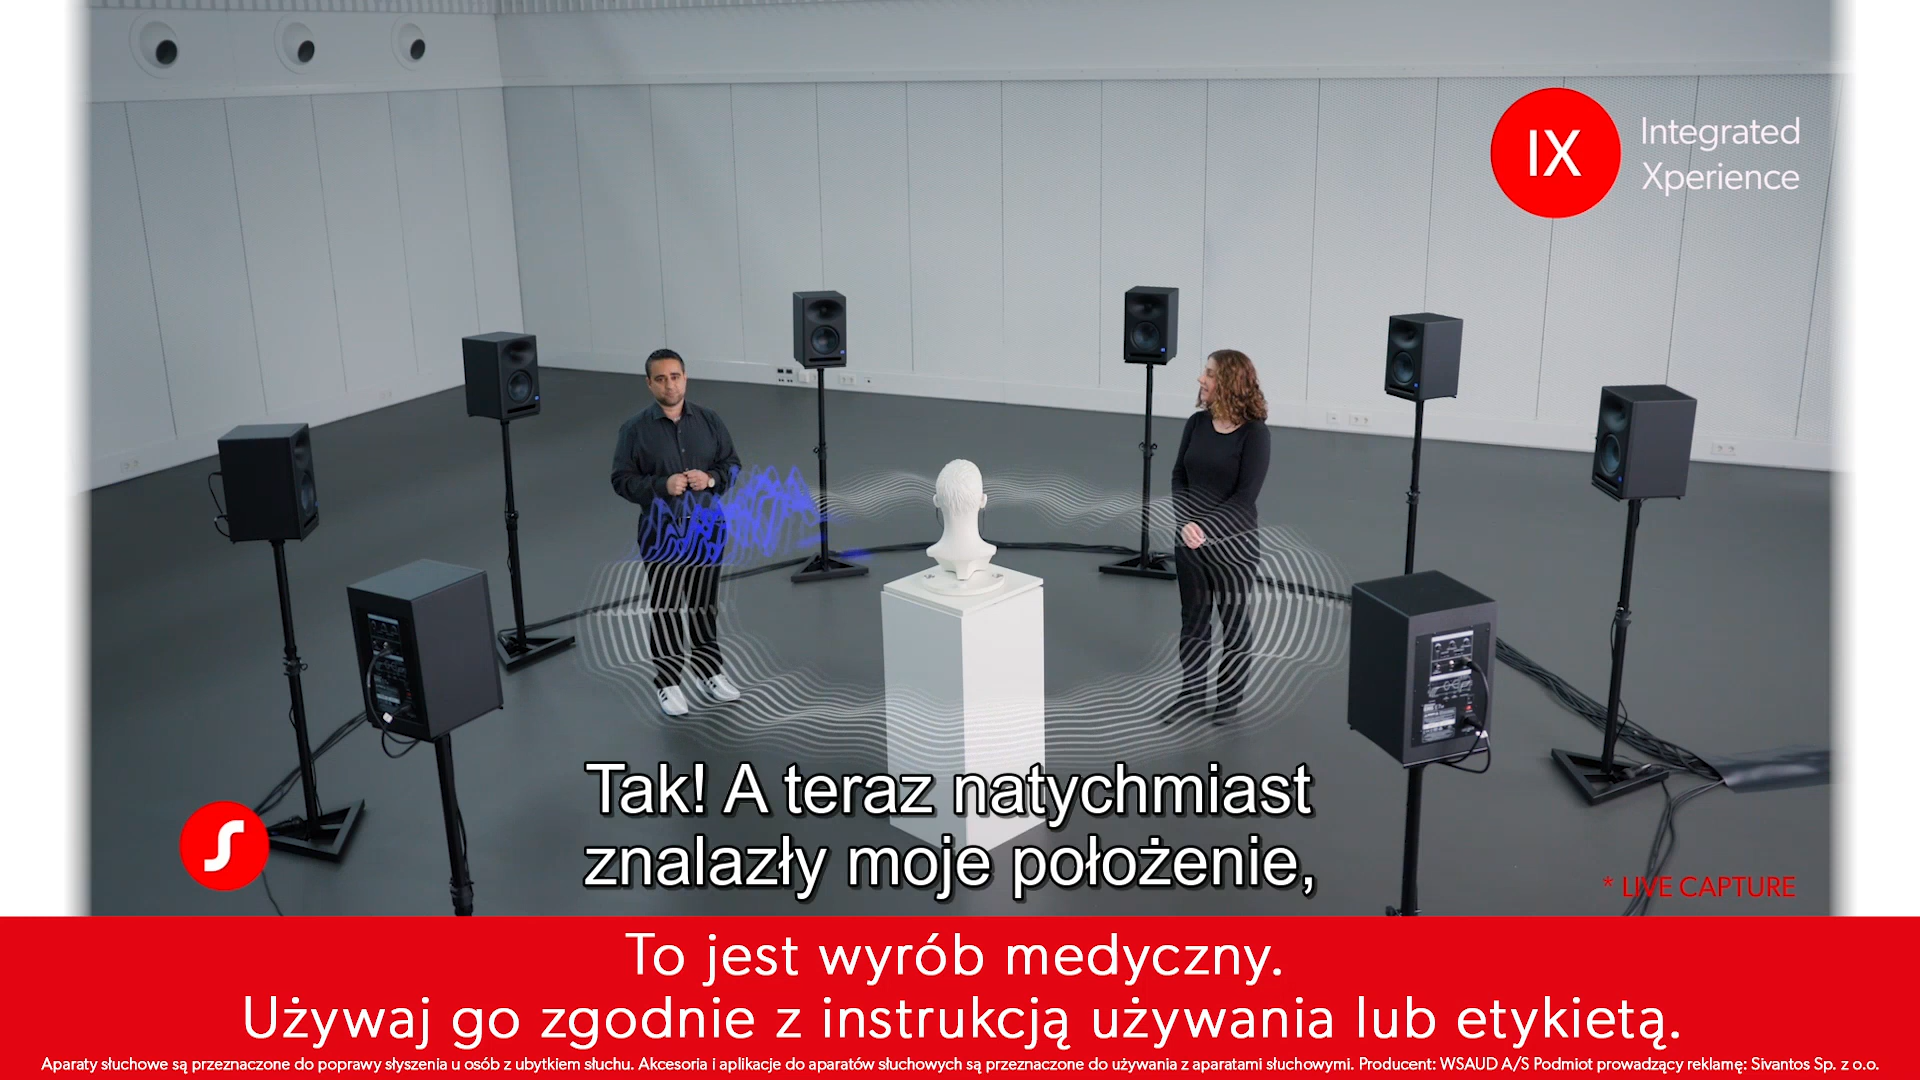 IX
Integrated
Xperience
Tak! A teraz natychmiast
znalazły moje położenie,
* LIVE CAPTURE
To jest wyrób medyczny.
Używaj go zgodnie z instrukcją używania lub etykietą.
Aparaty słuchowe są przeznaczone do poprawy słyszenia u osób z ubytkiem słuchu. Akcesoria i aplikacje do aparatów słuchowych są przeznaczone do używania z aparatami słuchowymi. Producent: WSAUD A/S Podmiot prowadzący reklamę: Sivantos Sp. z o.o.